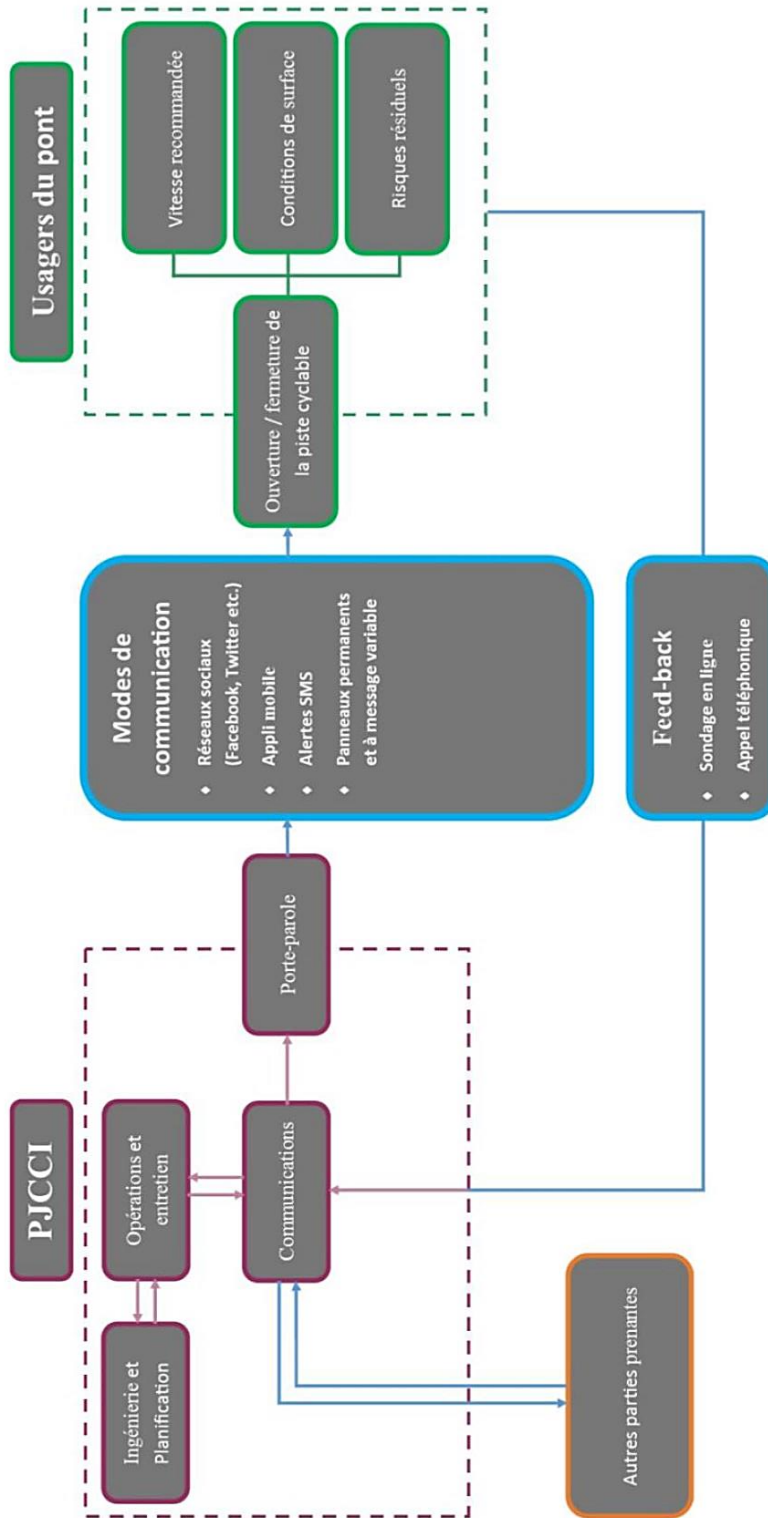 PJCCI
Ingénierie et
Planification
Opérations et
entretien
Communications
Porte-parole
Autres parties prenantes
Modes de
communication
♦ Réseaux sociaux
(Facebook, Twitter etc.)
♦ Appli mobile
♦ Alertes SMS
♦ Panneaux permanents
et à message variable
Feed-back
♦ Sondage en ligne
♦ Appel téléphonique
Usagers du pont
Ouverture / fermeture de
la piste cyclable
Vitesse recommandée
Conditions de surface
Risques résiduels